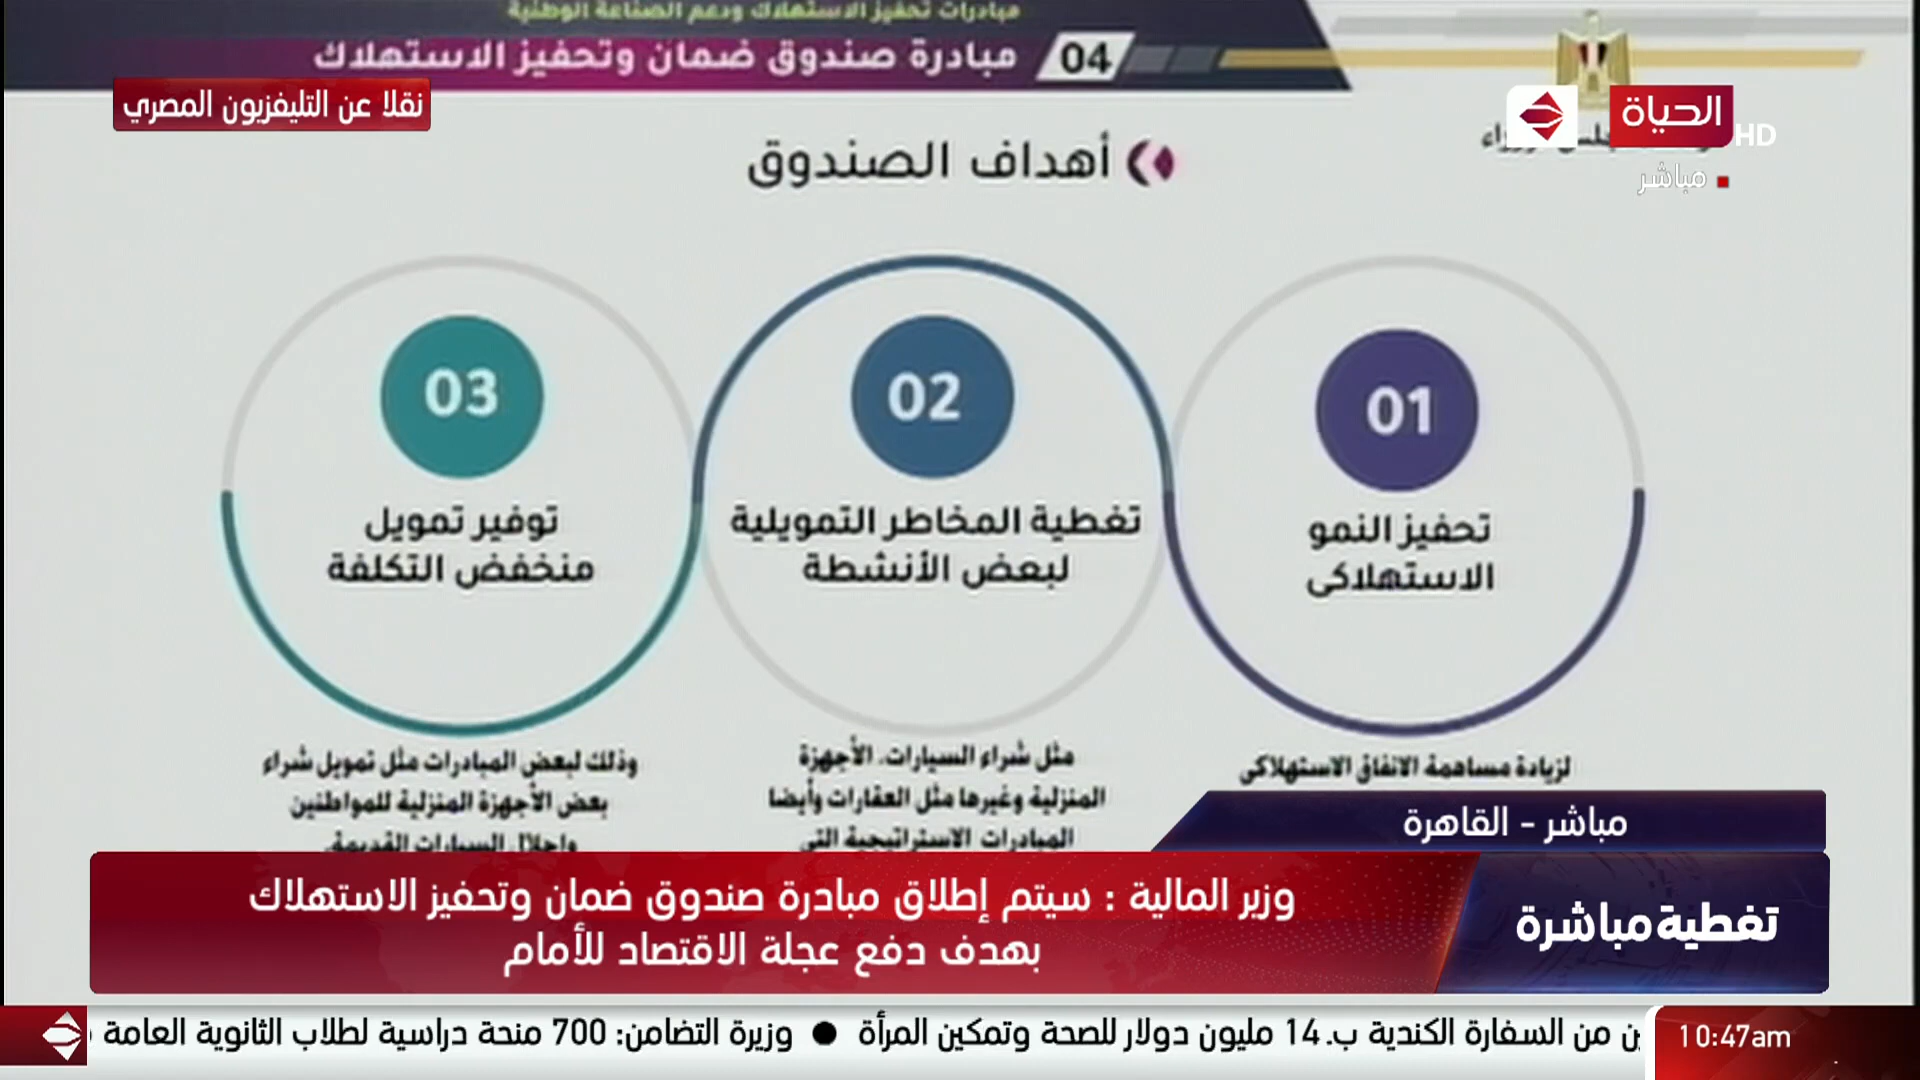 مبادرات تحفيز الاستهلاك ودعم الصناعة الوطنية
04 مبادرة صندوق ضمان وتحفيز الاستهلاك
نقلا عن التليفزيون المصري
الحياة HD
مباشر
أهداف الصندوق
01
تحفيز النمو
الاستهلاكى
لزيادة مساهمة الانفاق الاستهلاكى
02
تغطية المخاطر التمويلية
لبعض الأنشطة
مثل شراء السيارات، الأجهزة
المنزلية وغيرها مثل العقارات وأيضا
المبادرات الاستراتيجية التى
03
توفير تمويل
منخفض التكلفة
وذلك لبعض المبادرات مثل تمويل شراء
بعض الأجهزة المنزلية للمواطنين
واحلال السيارات القديمة.
مباشر - القاهرة
تغطية مباشرة
وزير المالية : سيتم إطلاق مبادرة صندوق ضمان وتحفيز الاستهلاك
بهدف دفع عجلة الاقتصاد للأمام
من السفارة الكندية ب.14 مليون دولار للصحة وتمكين المرأة ● وزيرة التضامن: 700 منحة دراسية لطلاب الثانوية العامة
10:47am